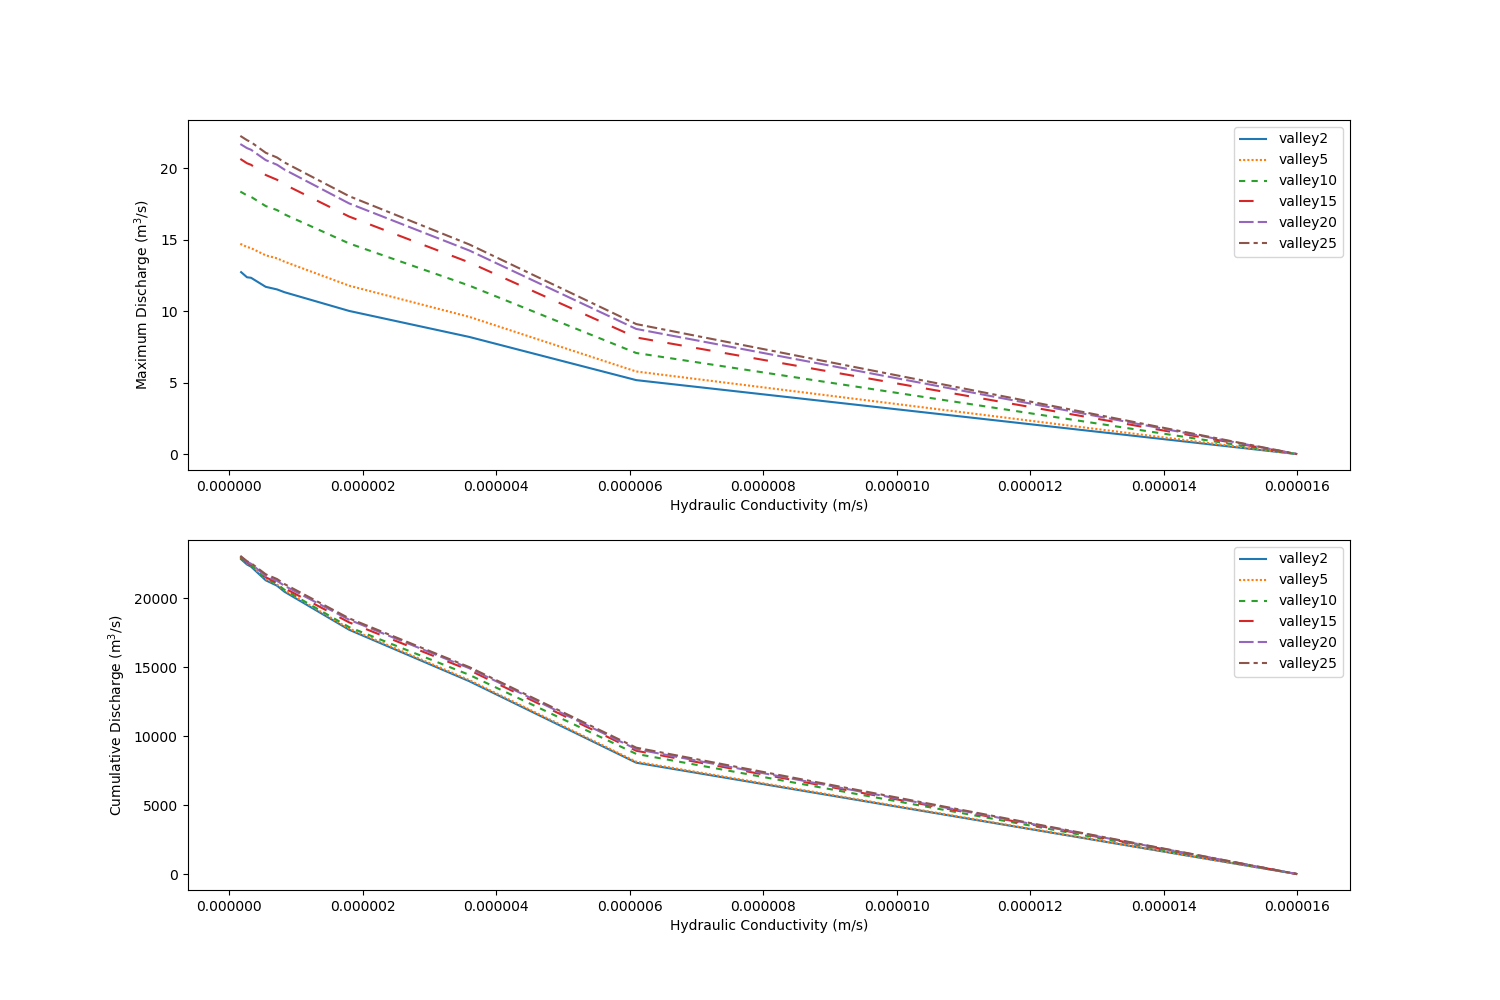 20
15
10
5
0
Maximum Discharge (m³/s)
valley2
valley5
valley10
valley15
valley20
valley25
0.000000 0.000002 0.000004 0.000006 0.000008 0.000010 0.000012 0.000014 0.000016
Hydraulic Conductivity (m/s)
20000
15000
10000
5000
0
Cumulative Discharge (m³/s)
valley2
valley5
valley10
valley15
valley20
valley25
0.000000 0.000002 0.000004 0.000006 0.000008 0.000010 0.000012 0.000014 0.000016
Hydraulic Conductivity (m/s)